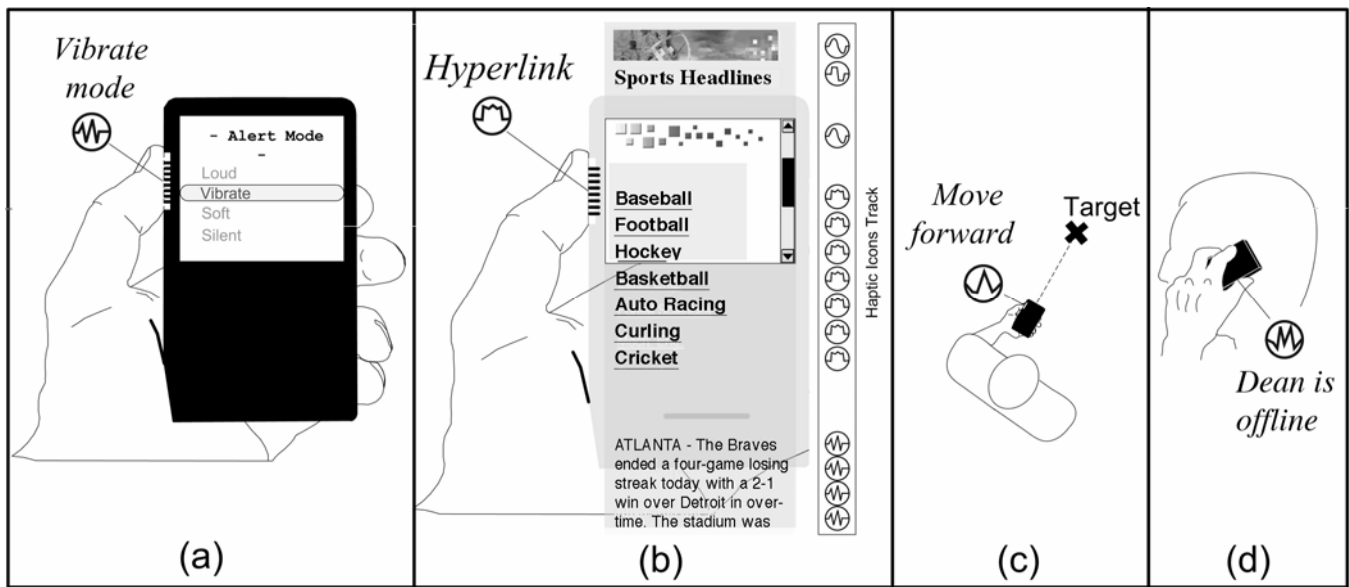 Vibrate
mode
- Alert Mode
-
Loud
Vibrate
Soft
Silent
(a)
Hyperlink
Sports Headlines
Baseball
Football
Hockey
Basketball
Auto Racing
Curling
Cricket
ATLANTA - The Braves
ended a four-game losing
streak today with a 2-1
win over Detroit in over-
time. The stadium was
Haptic Icons Track
(b)
Move
forward
Target
(c)
Dean is
offline
(d)